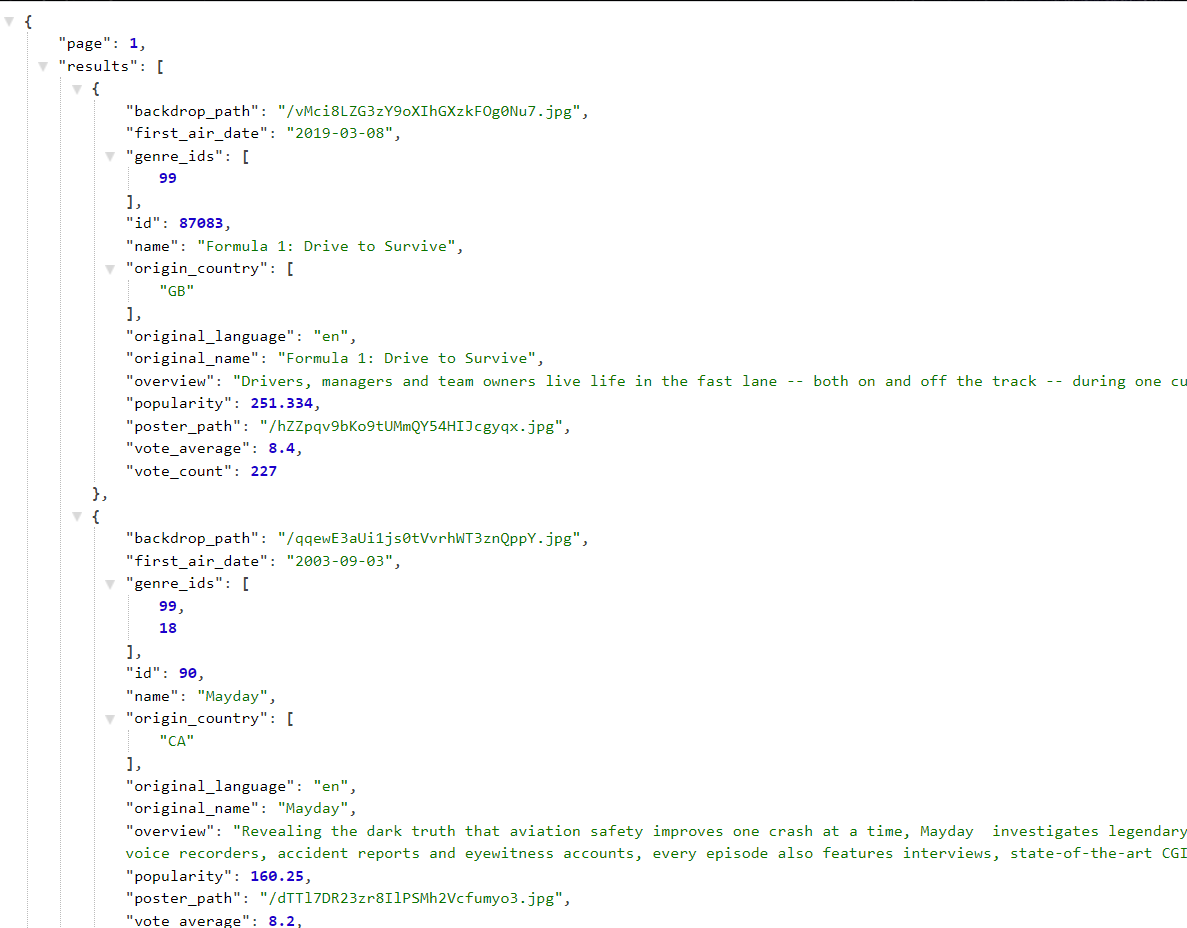 {
"page": 1,
"results": [
{
"backdrop_path": "/vMci8LZG3zY9oXIhGXzkFOg0Nu7.jpg",
"first_air_date": "2019-03-08",
"genre_ids": [
99
],
"id": 87083,
"name": "Formula 1: Drive to Survive",
"origin_country": [
"GB"
],
"original_language": "en",
"original_name": "Formula 1: Drive to Survive",
"overview": "Drivers, managers and team owners live life in the fast lane -- both on and off the track -- during one cu
"popularity": 251.334,
"poster_path": "/hZZpqv9bKo9tUMmQY54HIJcgyqx.jpg",
"vote_average": 8.4,
"vote_count": 227
},
{
"backdrop_path": "/qqewE3aUi1js0tVvrhWT3znQppY.jpg",
"first_air_date": "2003-09-03",
"genre_ids": [
99,
18
],
"id": 90,
"name": "Mayday",
"origin_country": [
"CA"
],
"original_language": "en",
"original_name": "Mayday",
"overview": "Revealing the dark truth that aviation safety improves one crash at a time, Mayday  investigates legendary
voice recorders, accident reports and eyewitness accounts, every episode also features interviews, state-of-the-art CGI
"popularity": 160.25,
"poster_path": "/dTTl7DR23zr8IlPSMh2Vcfumyo3.jpg",
"vote_average": 8.2,